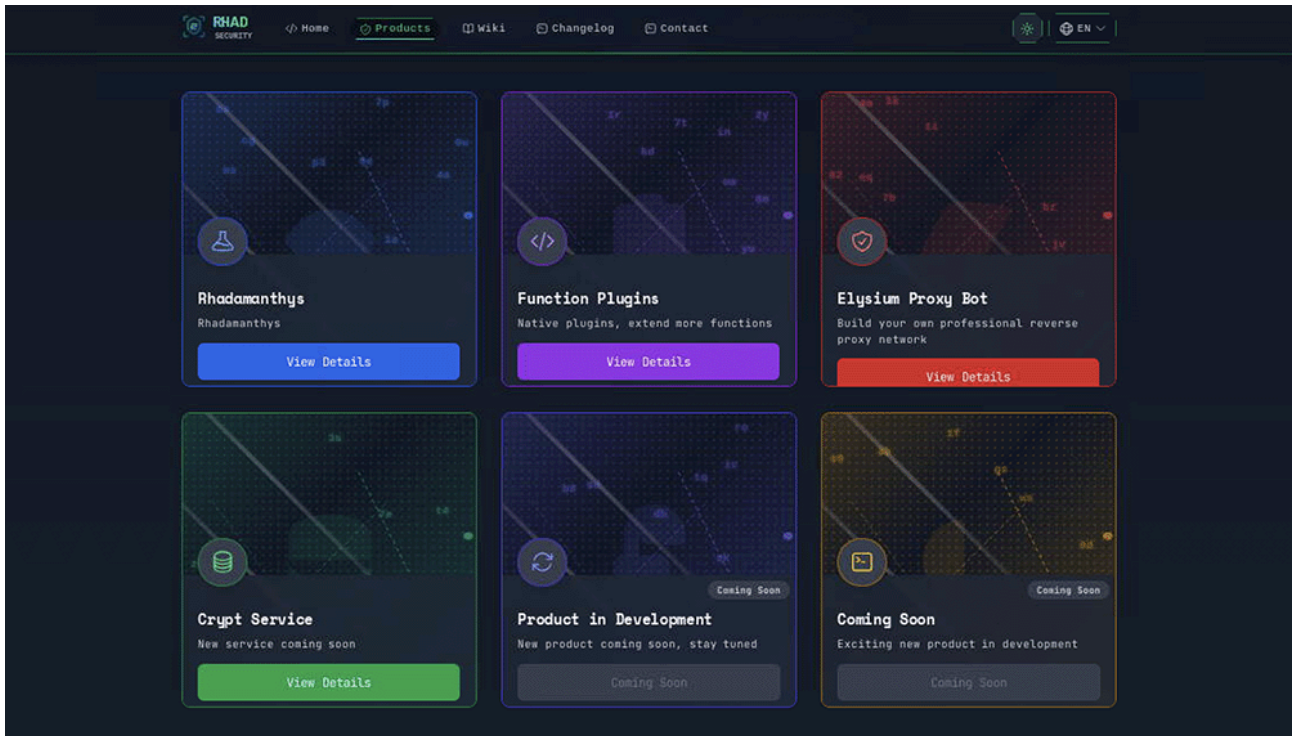 RHAD
SECURITY
</> Home
Products
Wiki
Changelog
Contact
EN
Rhadamanthys
Rhadamanthys
View Details
</>
Function Plugins
Native plugins, extend more functions
View Details
Elysium Proxy Bot
Build your own professional reverse
proxy network
View Details
Crypt Service
New service coming soon
View Details
Coming Soon
Product in Development
New product coming soon, stay tuned
Coming Soon
Coming Soon
Coming Soon
Exciting new product in development
Coming Soon